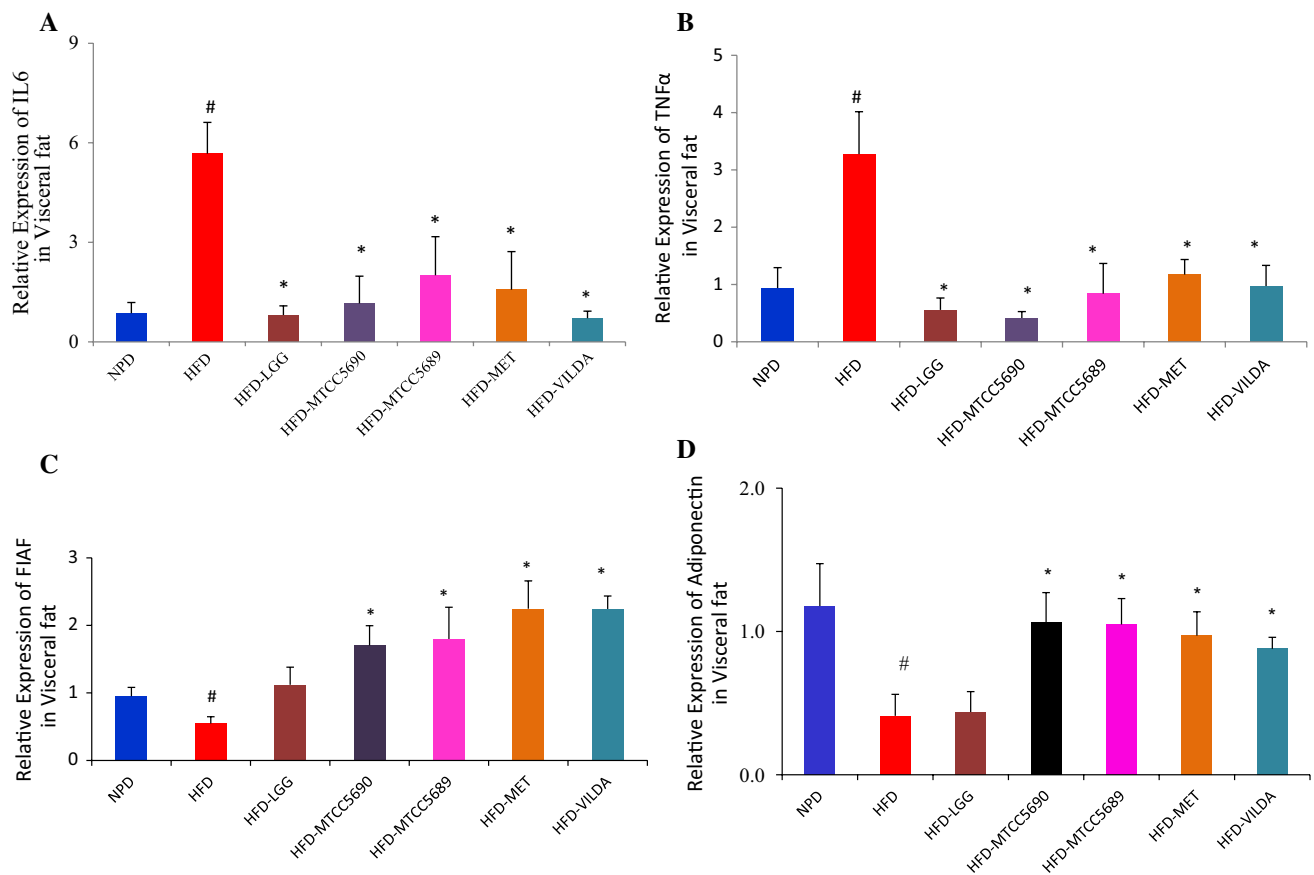 A
Relative Expression of IL6
in Visceral fat
9
6
3
0
#
*
*
*
*
*
NPD
HFD
HFD-LGG
HFD-MTCC5690
HFD-MTCC5689
HFD-MET
HFD-VILDA
B
Relative Expression of TNFα
in Visceral fat
5
4
3
2
1
0
#
*
*
*
*
*
NPD
HFD
HFD-LGG
HFD-MTCC5690
HFD-MTCC5689
HFD-MET
HFD-VILDA
C
Relative Expression of FIAF
in Visceral fat
3
2
1
0
#
*
*
*
*
NPD
HFD
HFD-LGG
HFD-MTCC5690
HFD-MTCC5689
HFD-MET
HFD-VILDA
D
Relative Expression of Adiponectin
in Visceral fat
2.0
1.0
0.0
#
*
*
*
*
NPD
HFD
HFD-LGG
HFD-MTCC5690
HFD-MTCC5689
HFD-MET
HFD-VILDA